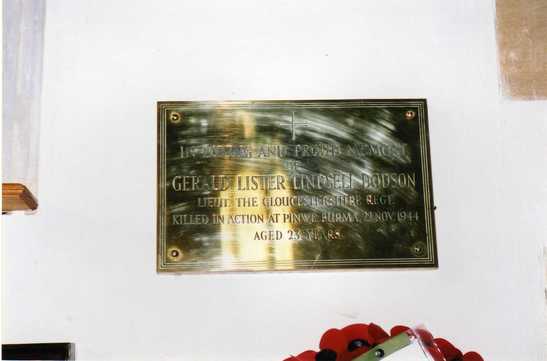 IN LOVING AND PROUD MEMORY
OF
GERALD LISTER LINDSELL DODSON
LIEUT. THE GLOUCESTERSHIRE REGT.
KILLED IN ACTION AT PINWE BURMA, 21 NOV. 1944
AGED 23 YEARS.